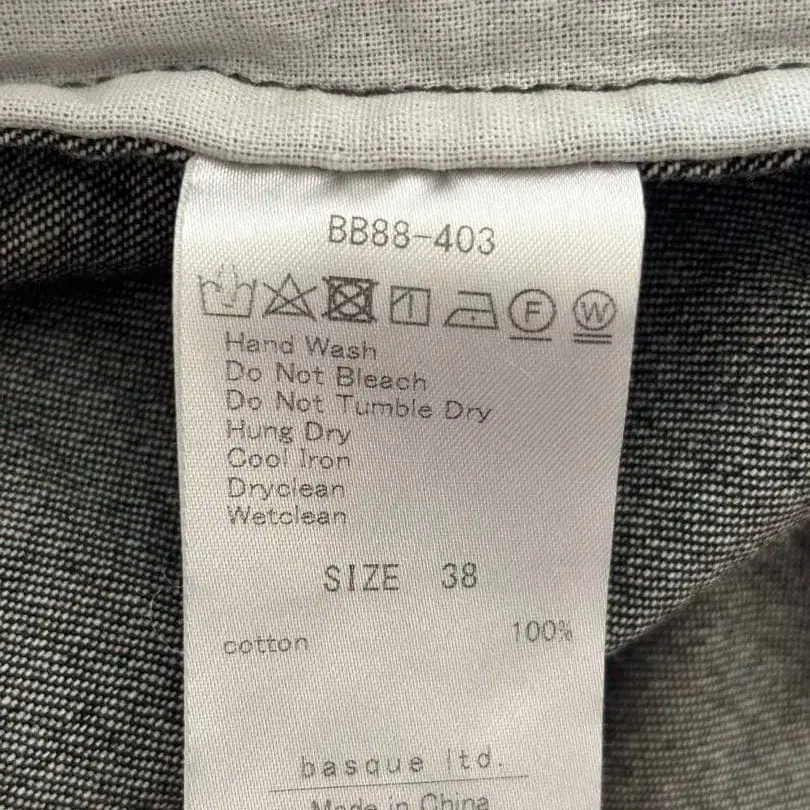 BB88-403
F W
Hand Wash
Do Not Bleach
Do Not Tumble Dry
Hung Dry
Cool Iron
Dryclean
Wetclean
SIZE 38
cotton 100%
basque ltd.
Made in China